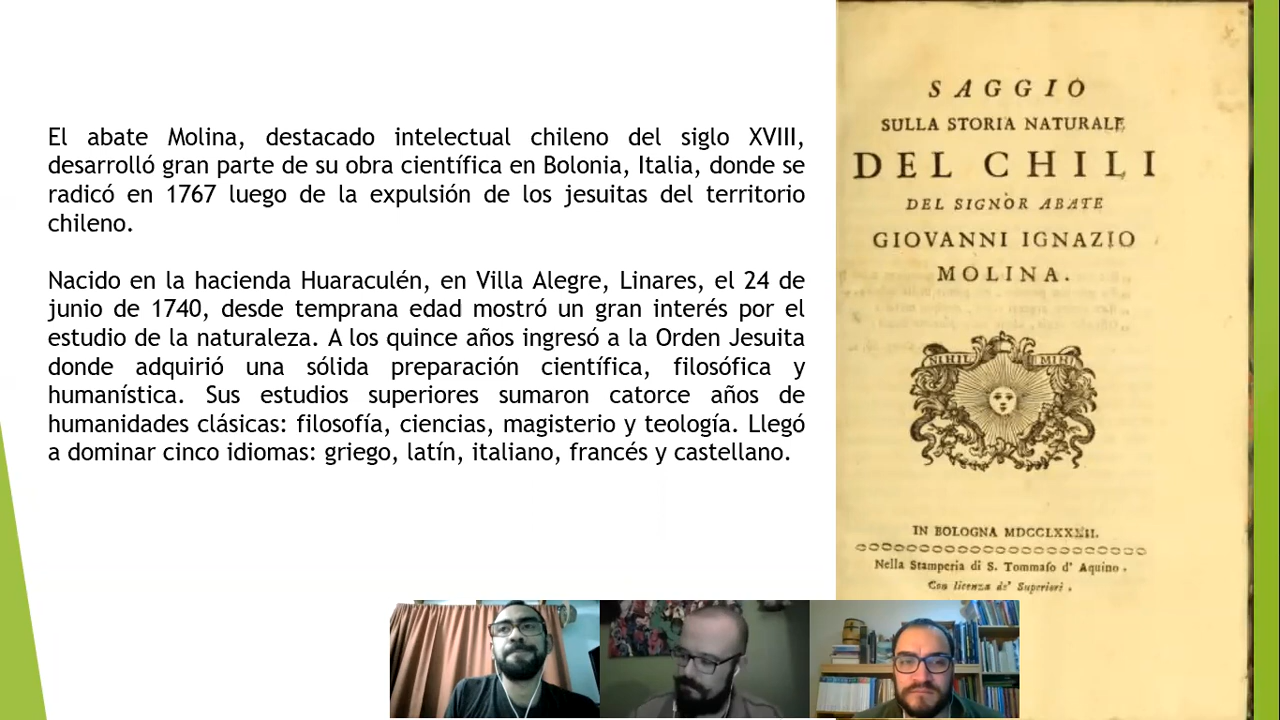 El abate Molina, destacado intelectual chileno del siglo XVIII,
desarrolló gran parte de su obra científica en Bolonia, Italia, donde se
radicó en 1767 luego de la expulsión de los jesuitas del territorio
chileno.
Nacido en la hacienda Huaraculén, en Villa Alegre, Linares, el 24 de
junio de 1740, desde temprana edad mostró un gran interés por el
estudio de la naturaleza. A los quince años ingresó a la Orden Jesuita
donde adquirió una sólida preparación científica, filosófica y
humanística. Sus estudios superiores sumaron catorce años de
humanidades clásicas: filosofía, ciencias, magisterio y teología. Llegó
a dominar cinco idiomas: griego, latín, italiano, francés y castellano.
SAGGIO
SULLA STORIA NATURALE
DEL CHILI
DEL SIGNOR ABATE
GIOVANNI IGNAZIO
MOLINA.
IN BOLOGNA MDCCLXXXII.
Nella Stamperia di S. Tommaſo d' Aquino.
Con licenza de' Superiori.